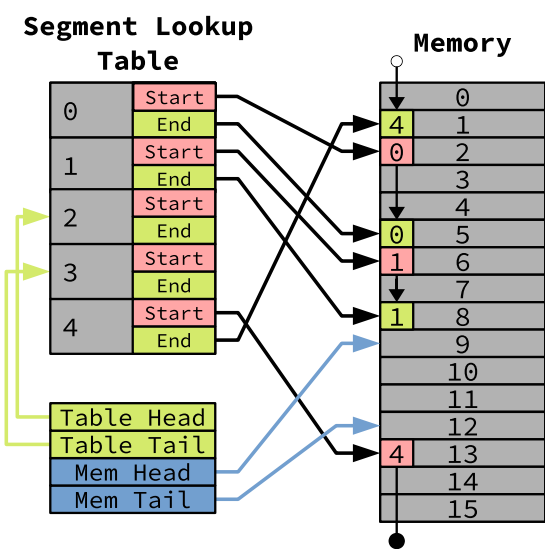 Segment Lookup
Table
0
Start
End
1
Start
End
2
Start
End
3
Start
End
4
Start
End
Table Head
Table Tail
Mem Head
Mem Tail
Memory
0
4 1
0 2
3
4
0 5
1 6
7
1 8
9
10
11
12
4 13
14
15